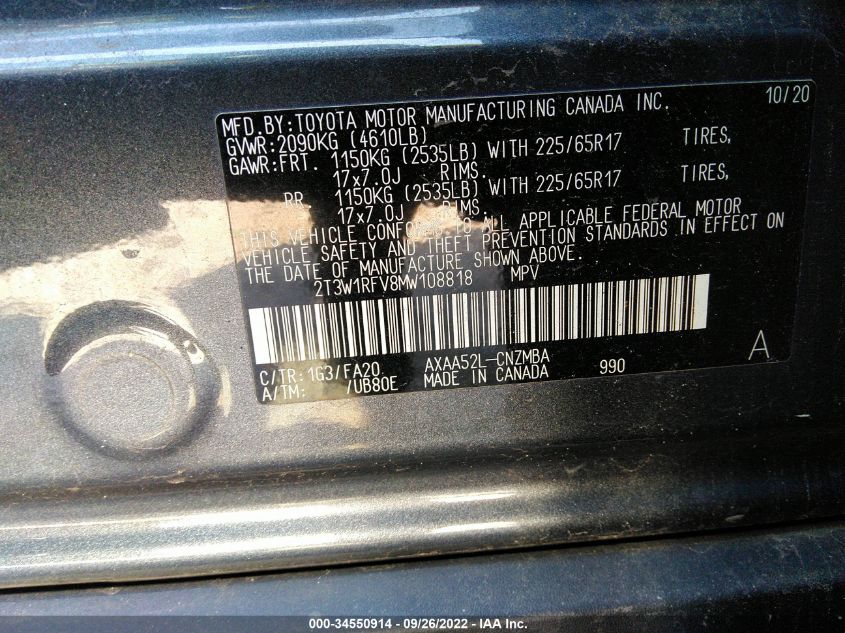 MFD.BY:TOYOTA MOTOR MANUFACTURING CANADA INC. 10/20
GVWR:2090KG (4610LB)
GAWR:FRT. 1150KG (2535LB) WITH 225/65R17 TIRES,
17x7.0J RIMS.
RR. 1150KG (2535LB) WITH 225/65R17 TIRES,
17x7.0J RIMS.
THIS VEHICLE CONFORMS TO ALL APPLICABLE FEDERAL MOTOR
VEHICLE SAFETY AND THEFT PREVENTION STANDARDS IN EFFECT ON
THE DATE OF MANUFACTURE SHOWN ABOVE.
2T3W1RFV8MW108818 MPV
C/TR:1G3/FA20 AXAA52L-CNZMBA 990 A
A/TM: /UB80E MADE IN CANADA
000-34550914 - 09/26/2022 - IAA Inc.